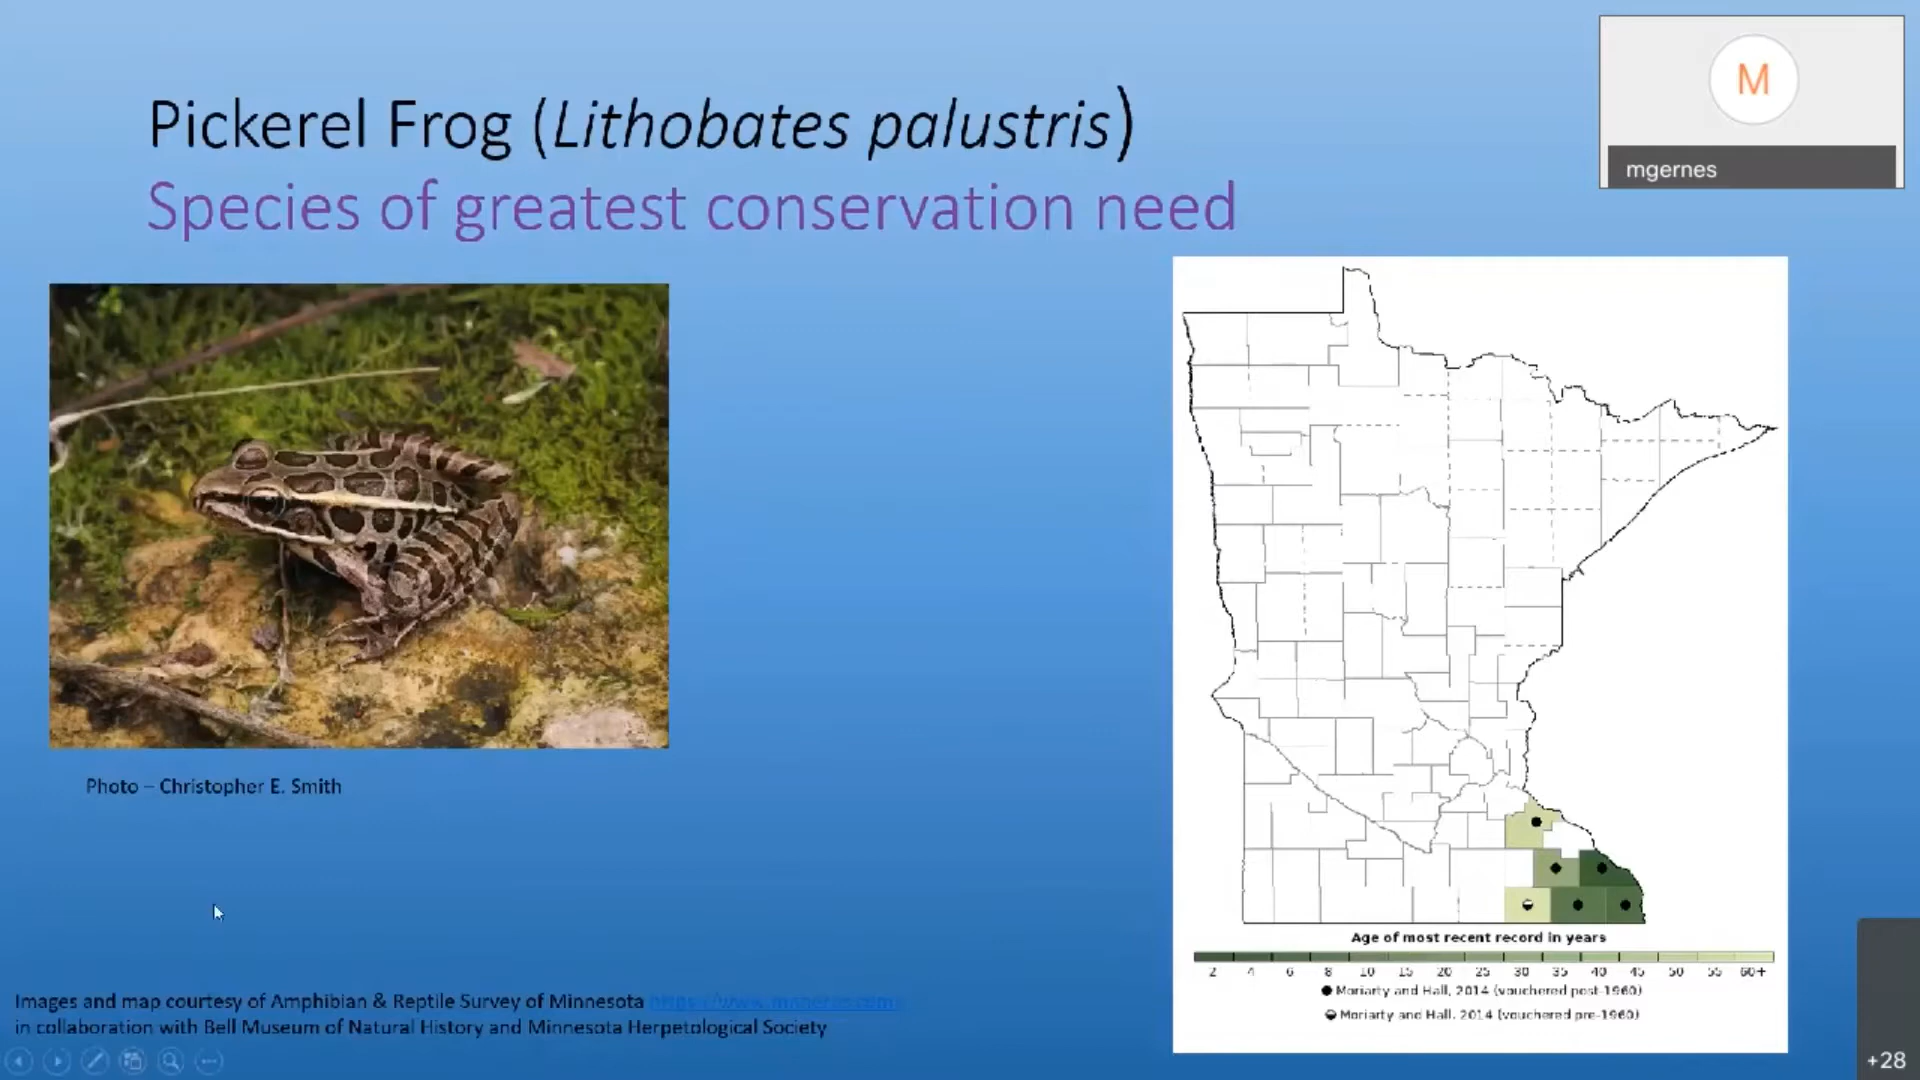 Pickerel Frog (Lithobates palustris)
Species of greatest conservation need
M
mgernes
Photo – Christopher E. Smith
Age of most recent record in years
2 4 6 8 10 15 20 25 30 35 40 45 50 55 60+
Moriarty and Hall, 2014 (vouchered post-1960)
Moriarty and Hall, 2014 (vouchered pre-1960)
Images and map courtesy of Amphibian & Reptile Survey of Minnesota
in collaboration with Bell Museum of Natural History and Minnesota Herpetological Society
+28